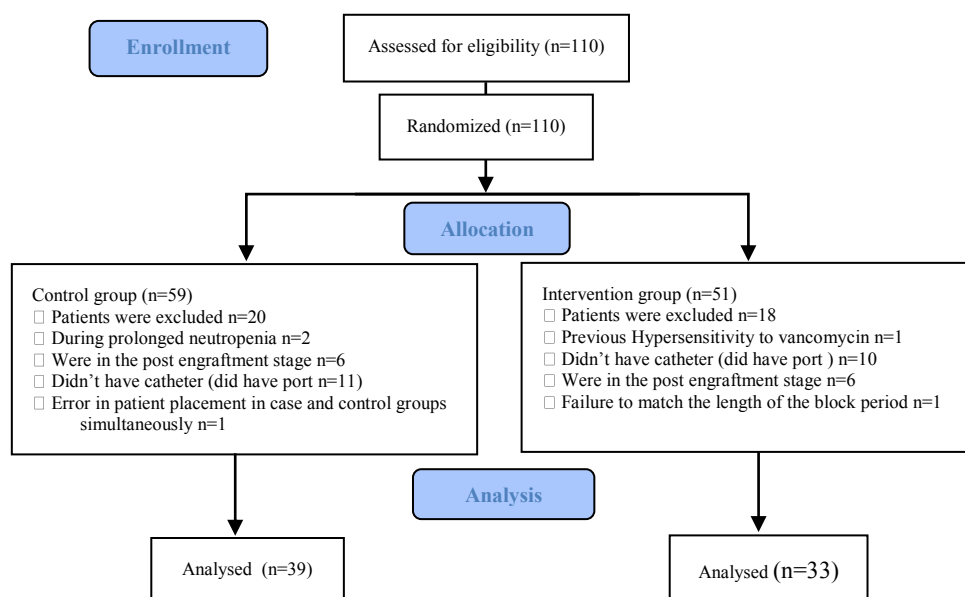 Enrollment
Assessed for eligibility (n=110)
Randomized (n=110)
Allocation
Control group (n=59)
□ Patients were excluded n=20
□ During prolonged neutropenia n=2
□ Were in the post engraftment stage n=6
□ Didn’t have catheter (did have port n=11)
□ Error in patient placement in case and control groups
simultaneously n=1
Intervention group (n=51)
□ Patients were excluded n=18
□ Previous Hypersensitivity to vancomycin n=1
□ Didn’t have catheter (did have port ) n=10
□ Were in the post engraftment stage n=6
□ Failure to match the length of the block period n=1
Analysis
Analysed (n=39)
Analysed (n=33)